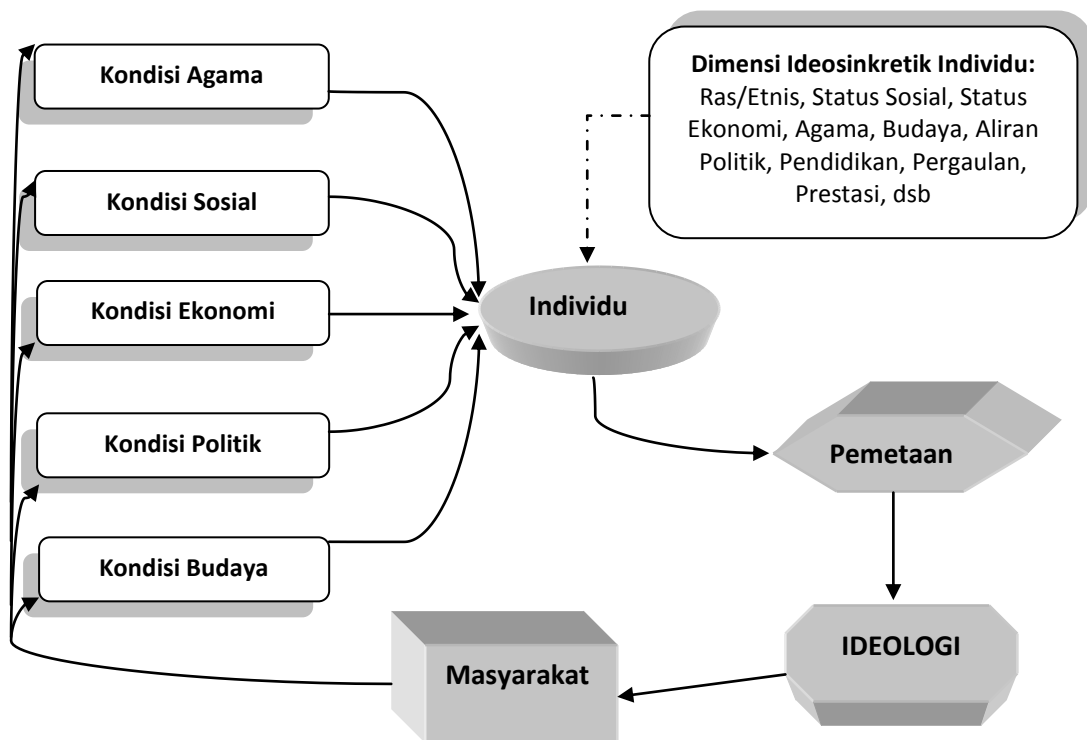 Kondisi Agama
Kondisi Sosial
Kondisi Ekonomi
Kondisi Politik
Kondisi Budaya
Dimensi Ideosinkretik Individu:
Ras/Etnis, Status Sosial, Status
Ekonomi, Agama, Budaya, Aliran
Politik, Pendidikan, Pergaulan,
Prestasi, dsb
Individu
Pemetaan
IDEOLOGI
Masyarakat